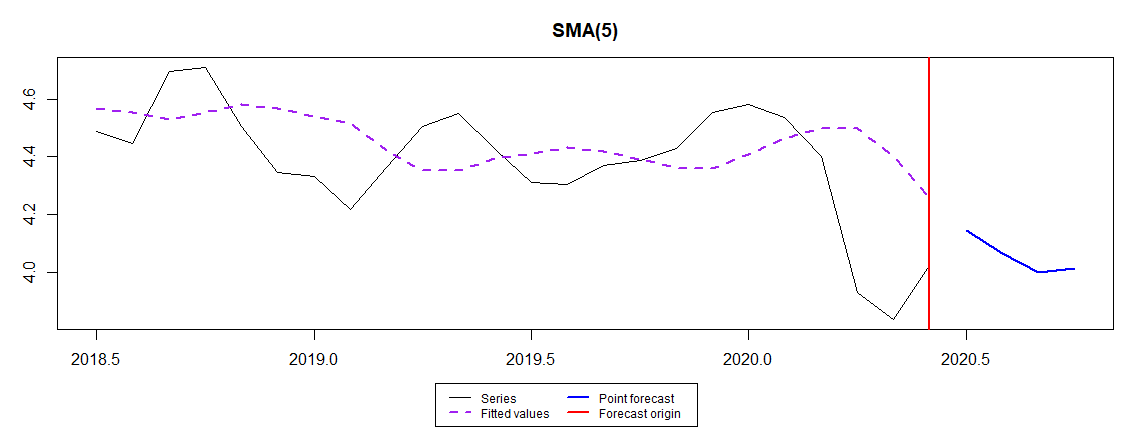 SMA(5)
4.6
4.4
4.2
4.0
2018.5 2019.0 2019.5 2020.0 2020.5
Series Point forecast
Fitted values Forecast origin